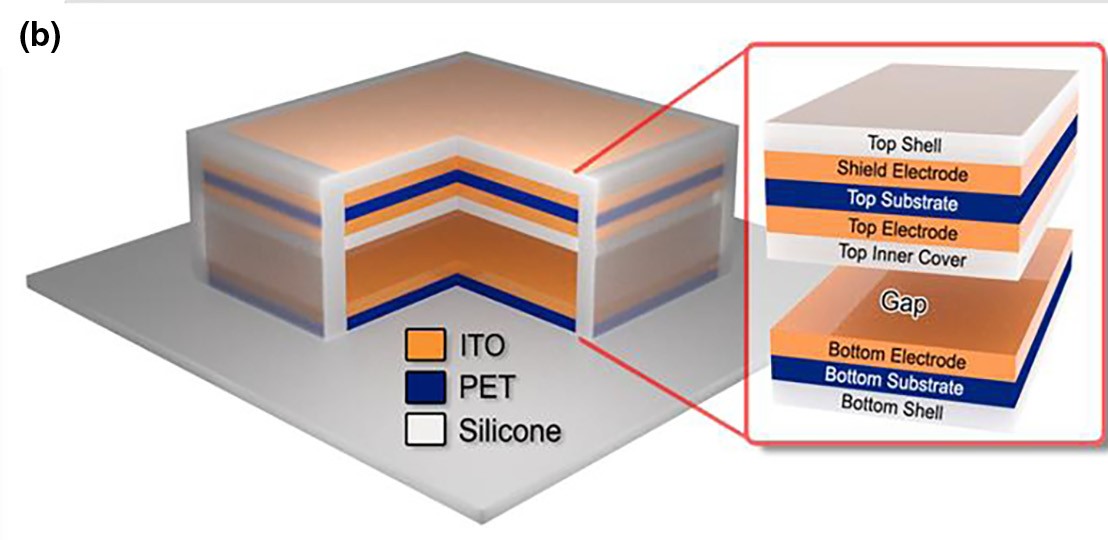 (b)
Top Shell
Shield Electrode
Top Substrate
Top Electrode
Top Inner Cover
Gap
Bottom Electrode
Bottom Substrate
Bottom Shell
ITO
PET
Silicone